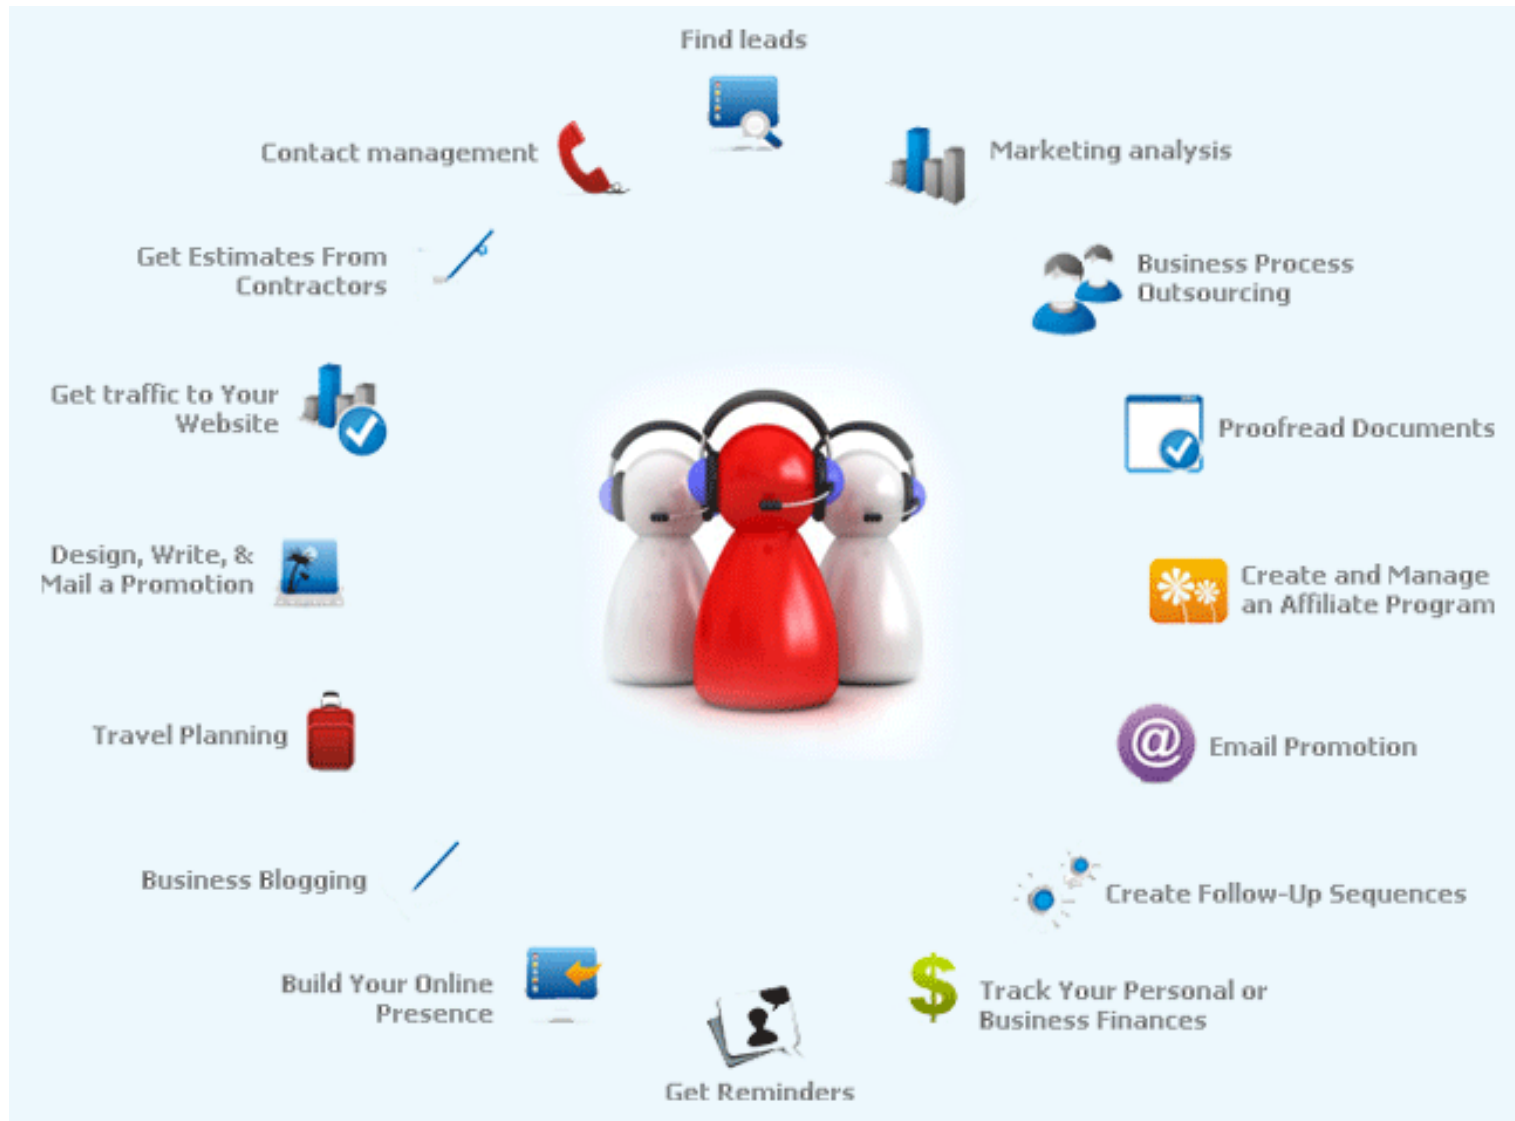 Find leads
Contact management
Marketing analysis
Get Estimates From
Contractors
Business Process
Outsourcing
Get traffic to Your
Website
Proofread Documents
Design, Write, &
Mail a Promotion
Create and Manage
an Affiliate Program
Travel Planning
Email Promotion
Business Blogging
Create Follow-Up Sequences
Build Your Online
Presence
Track Your Personal or
Business Finances
Get Reminders